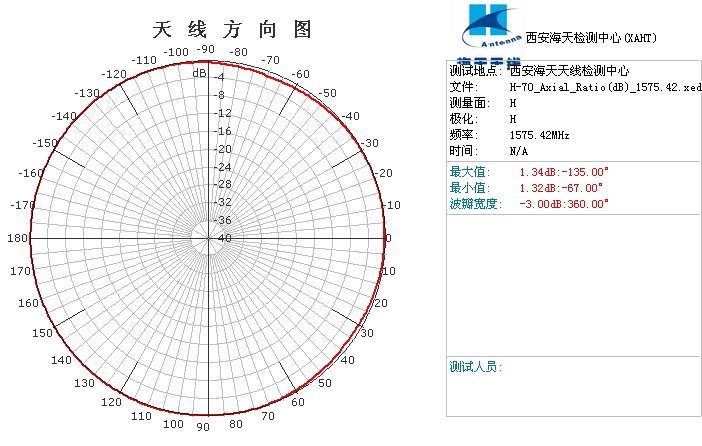 天线方向图
-100 -90 -80
-110 -70
-120 -60
-130 -50
-140 -40
-150 -30
-160 -20
-170 -10
180 0
170 10
160 20
150 30
140 40
130 50
120 60
110 70
100 90 80
dB
-4
-8
-12
-16
-20
-24
-28
-32
-36
-40
Antenna
海天天线
西安海天检测中心(XAHT)
测试地点: 西安海天天线检测中心
文件: H-70_Axial_Ratio(dB)_1575.42.xed
测量面: H
极化: H
频率: 1575.42MHz
时间: N/A
最大值: 1.34dB:-135.00°
最小值: 1.32dB:-67.00°
波瓣宽度: -3.00dB:360.00°
测试人员: